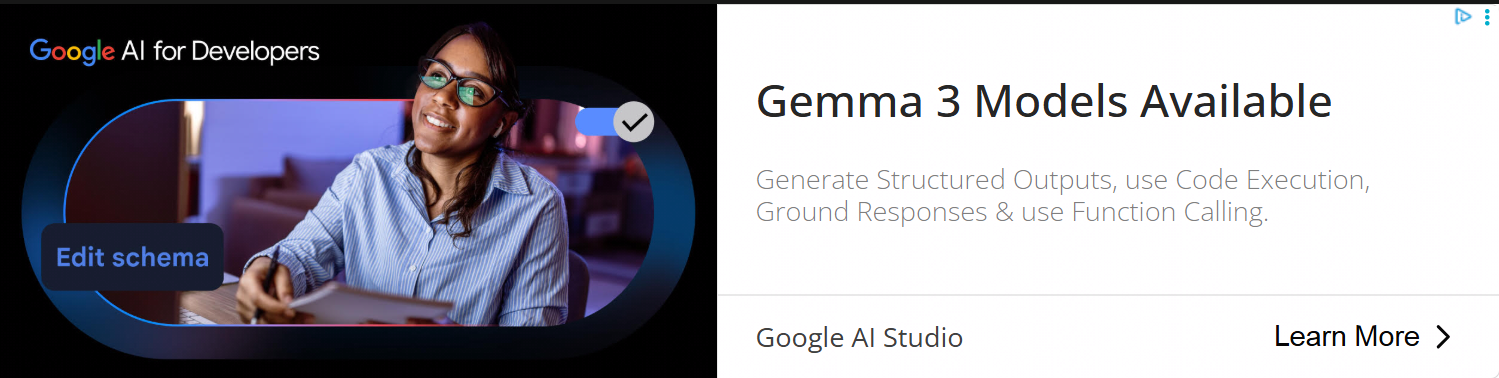 Google AI for Developers
Edit schema
Gemma 3 Models Available
Generate Structured Outputs, use Code Execution,
Ground Responses & use Function Calling.
Google AI Studio
Learn More